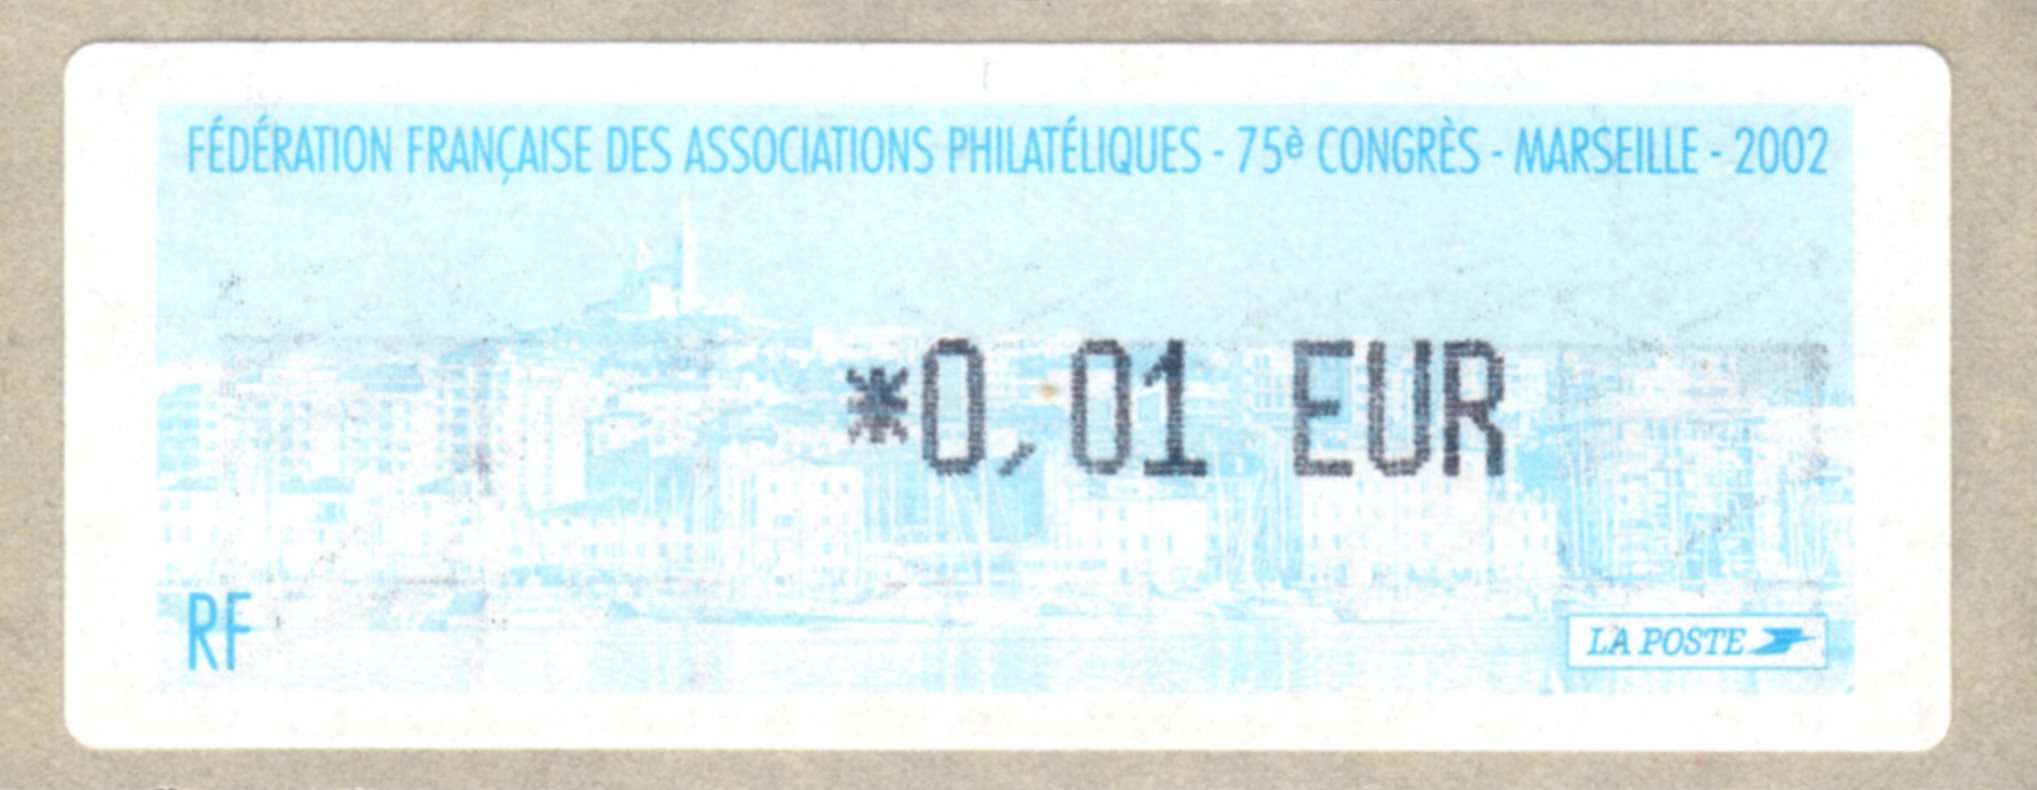 FÉDÉRATION FRANÇAISE DES ASSOCIATIONS PHILATÉLIQUES - 75è CONGRÈS - MARSEILLE - 2002
*0,01 EUR
RF
LA POSTE